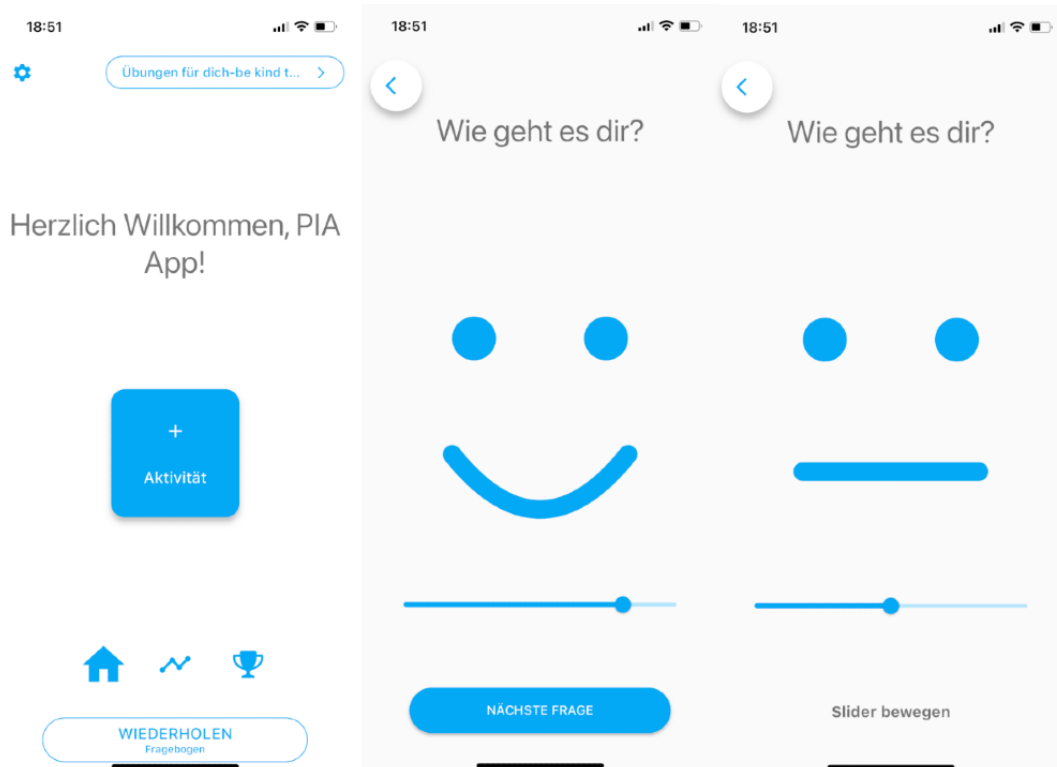 18:51
Übungen für dich-be kind t...
Herzlich Willkommen, PIA
App!
+
Aktivität
WIEDERHOLEN
Fragebogen
18:51
Wie geht es dir?
NÄCHSTE FRAGE
18:51
Wie geht es dir?
Slider bewegen